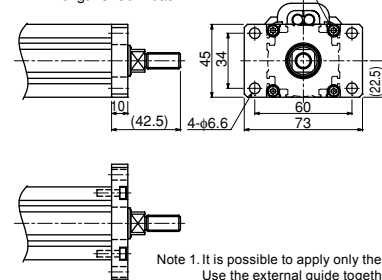 45
34
(22.5)
10
(42.5)
4-φ6.6
60
73
Note 1. It is possible to apply only the
Use the external guide togeth